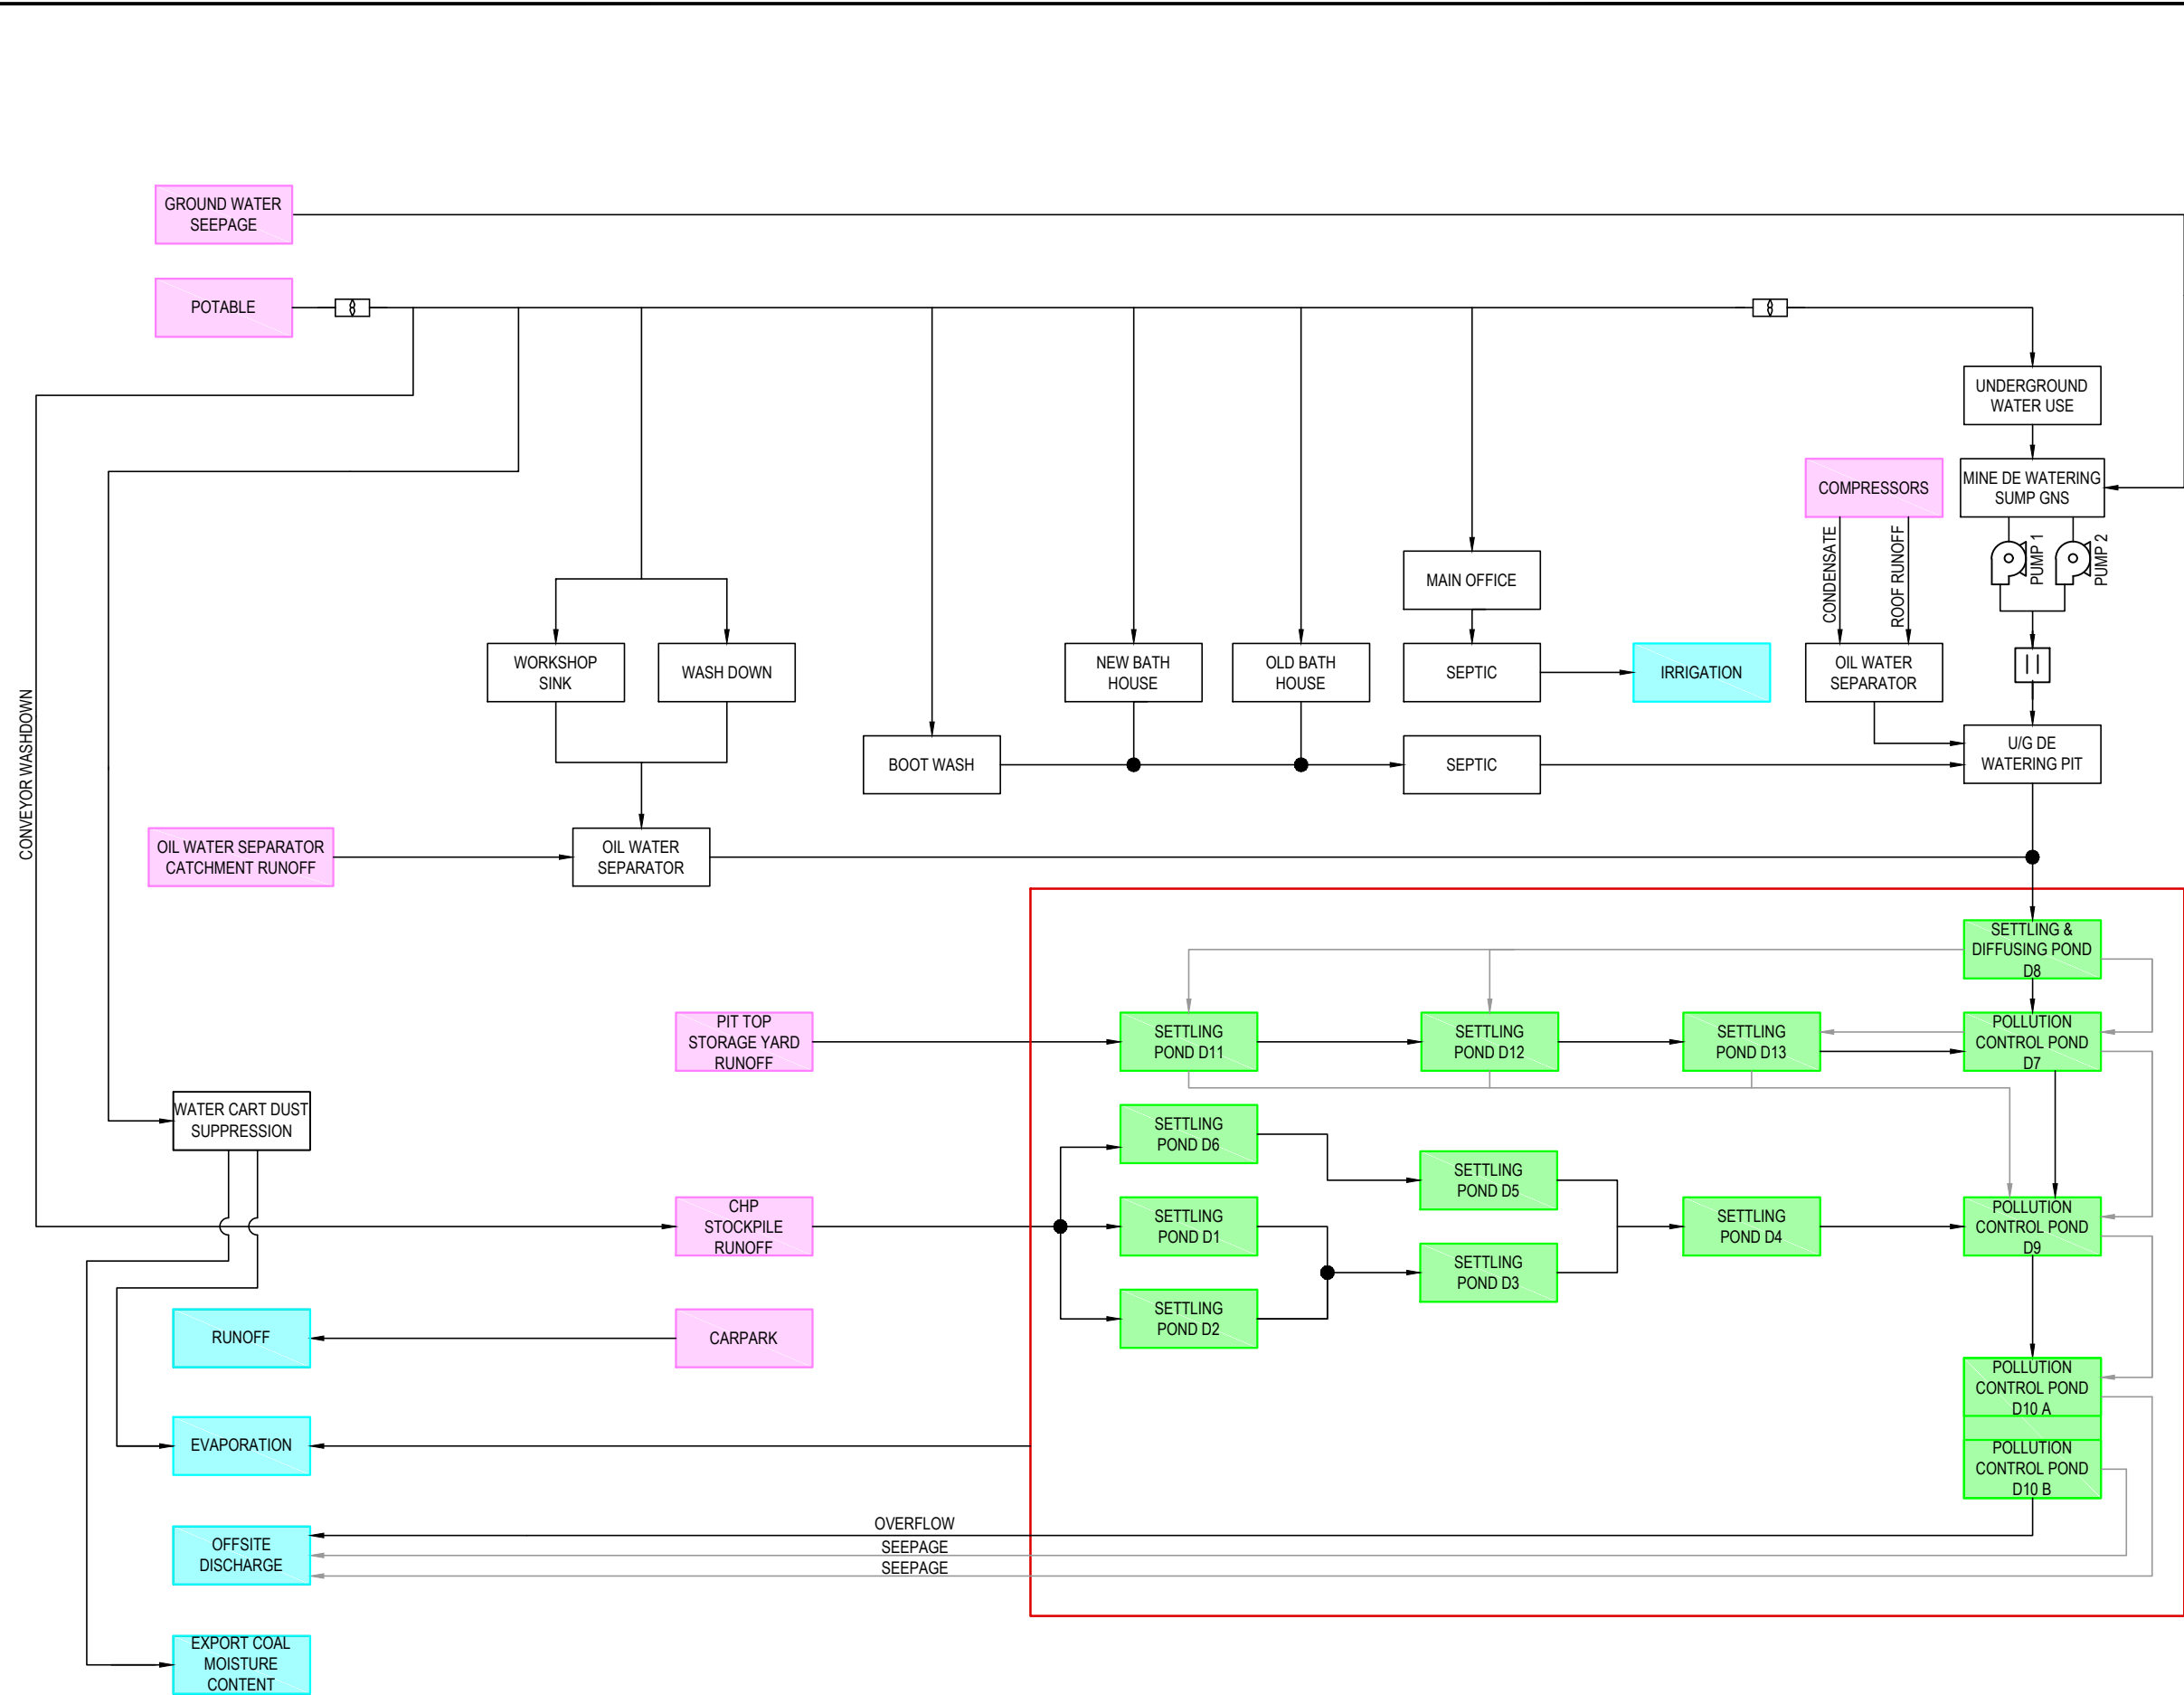 GROUND WATER
SEEPAGE
POTABLE
UNDERGROUND
WATER USE
COMPRESSORS
MINE DE WATERING
SUMP GNS
CONDENSATE
ROOF RUNOFF
PUMP 1
PUMP 2
MAIN OFFICE
WORKSHOP
SINK
WASH DOWN
NEW BATH
HOUSE
OLD BATH
HOUSE
SEPTIC
IRRIGATION
OIL WATER
SEPARATOR
CONVEYOR WASHDOWN
BOOT WASH
SEPTIC
U/G DE
WATERING PIT
OIL WATER SEPARATOR
CATCHMENT RUNOFF
OIL WATER
SEPARATOR
SETTLING &
DIFFUSING POND
D8
PIT TOP
STORAGE YARD
RUNOFF
SETTLING
POND D11
SETTLING
POND D12
SETTLING
POND D13
POLLUTION
CONTROL POND
D7
WATER CART DUST
SUPPRESSION
SETTLING
POND D6
SETTLING
POND D5
CHP
STOCKPILE
RUNOFF
SETTLING
POND D1
SETTLING
POND D4
POLLUTION
CONTROL POND
D9
SETTLING
POND D3
RUNOFF
CARPARK
SETTLING
POND D2
POLLUTION
CONTROL POND
D10 A
EVAPORATION
POLLUTION
CONTROL POND
D10 B
OFFSITE
DISCHARGE
OVERFLOW
SEEPAGE
SEEPAGE
EXPORT COAL
MOISTURE
CONTENT